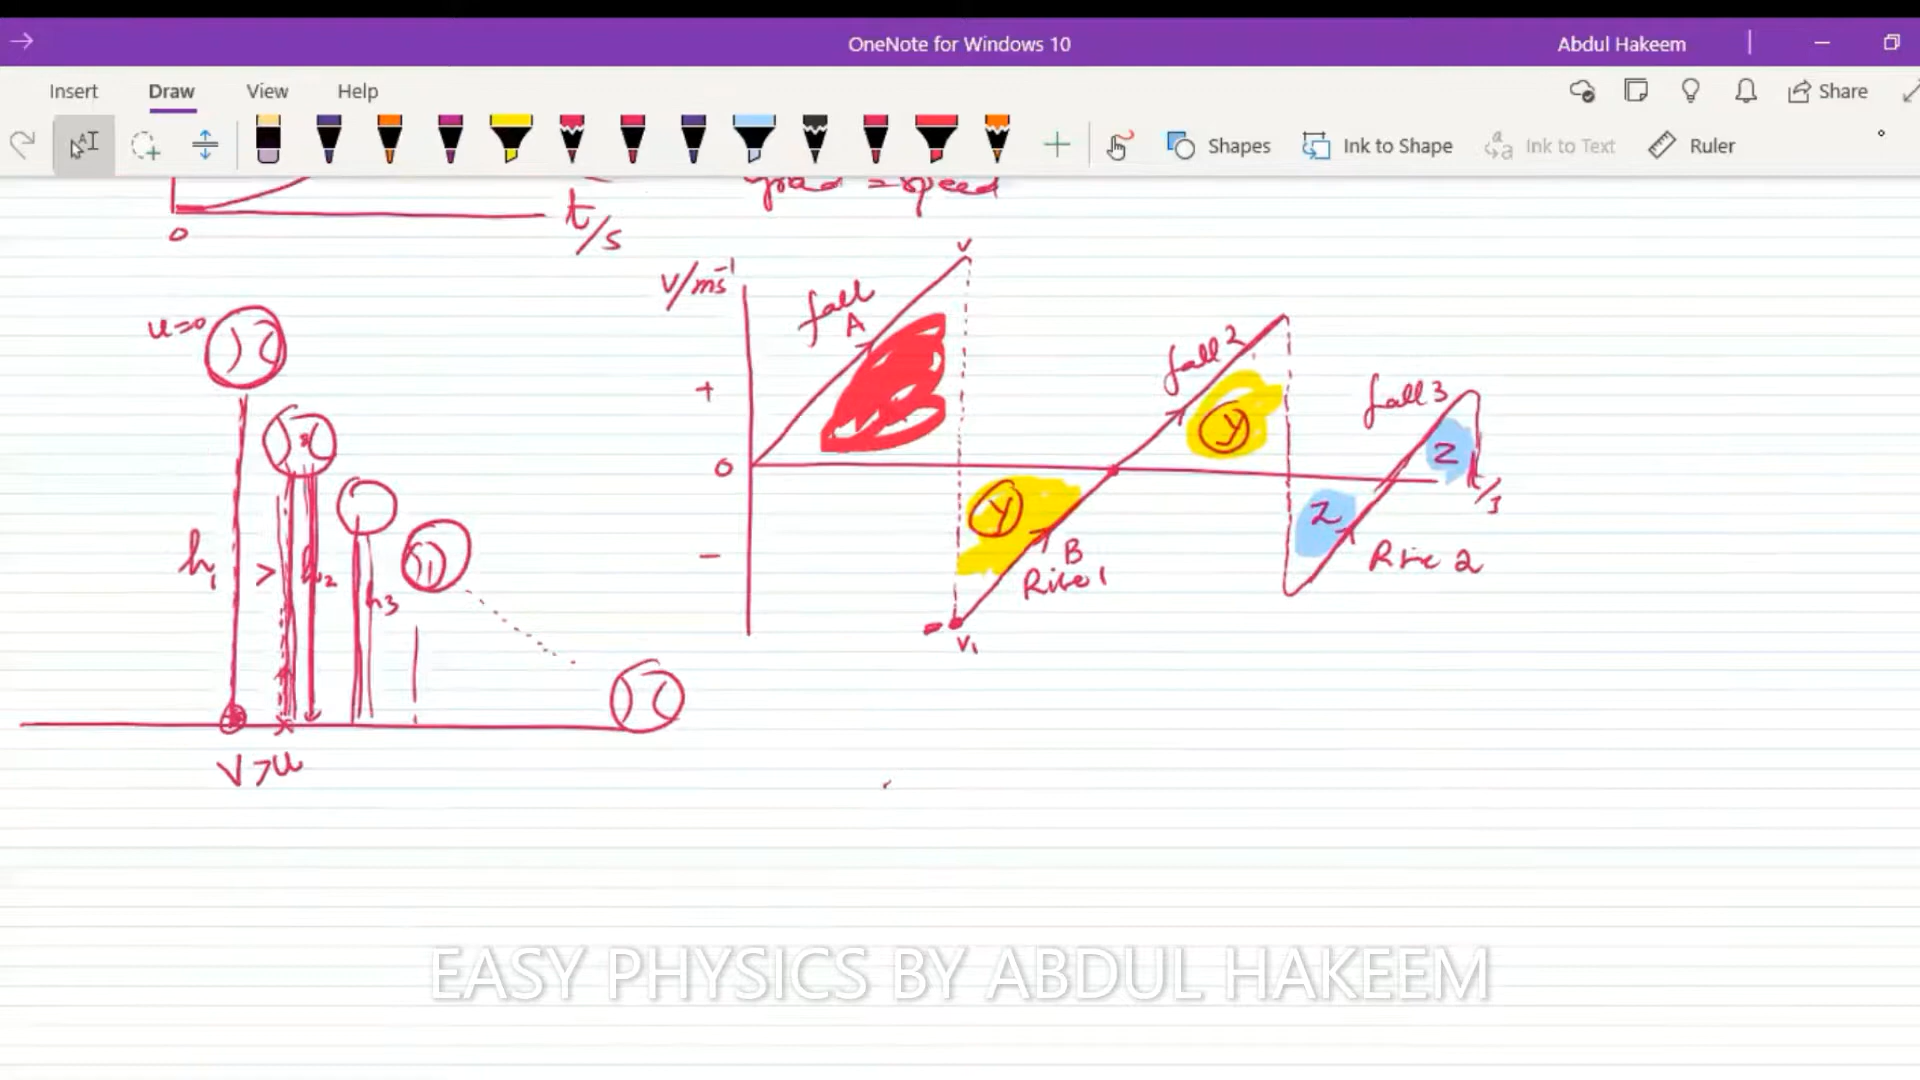 OneNote for Windows 10
Abdul Hakeem
Insert Draw View Help
Share
Shapes Ink to Shape Ink to Text Ruler
grad = speed
0
t/s
V/ms⁻¹
V
fall
A
+
0
-
Y
B
Rise 1
V₁
fall 2
Y
fall 3
Z
Z
t/s
Rise 2
u=0
h₁
>
h₂
h₃
V>u
EASY PHYSICS BY ABDUL HAKEEM